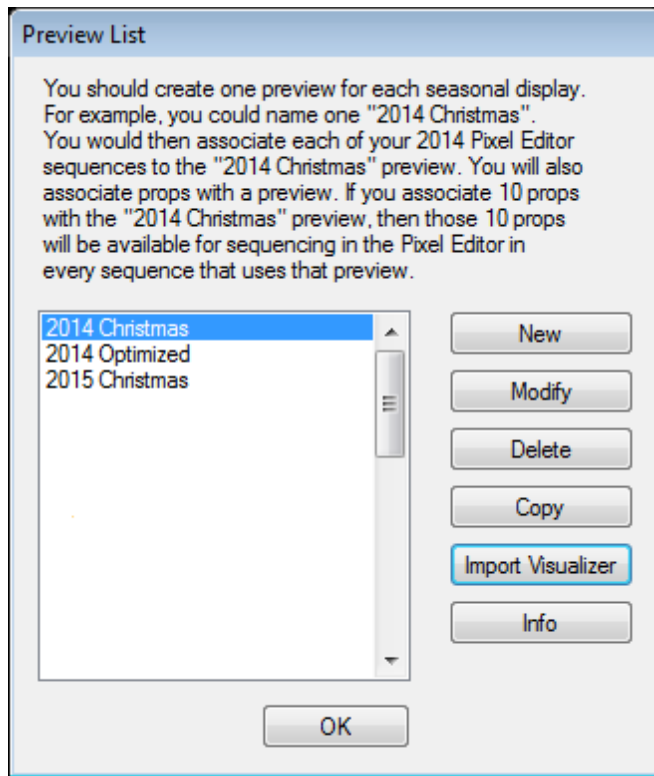 Preview List
You should create one preview for each seasonal display.
For example, you could name one "2014 Christmas".
You would then associate each of your 2014 Pixel Editor
sequences to the "2014 Christmas" preview. You will also
associate props with a preview. If you associate 10 props
with the "2014 Christmas" preview, then those 10 props
will be available for sequencing in the Pixel Editor in
every sequence that uses that preview.
2014 Christmas
2014 Optimized
2015 Christmas
New
Modify
Delete
Copy
Import Visualizer
Info
OK